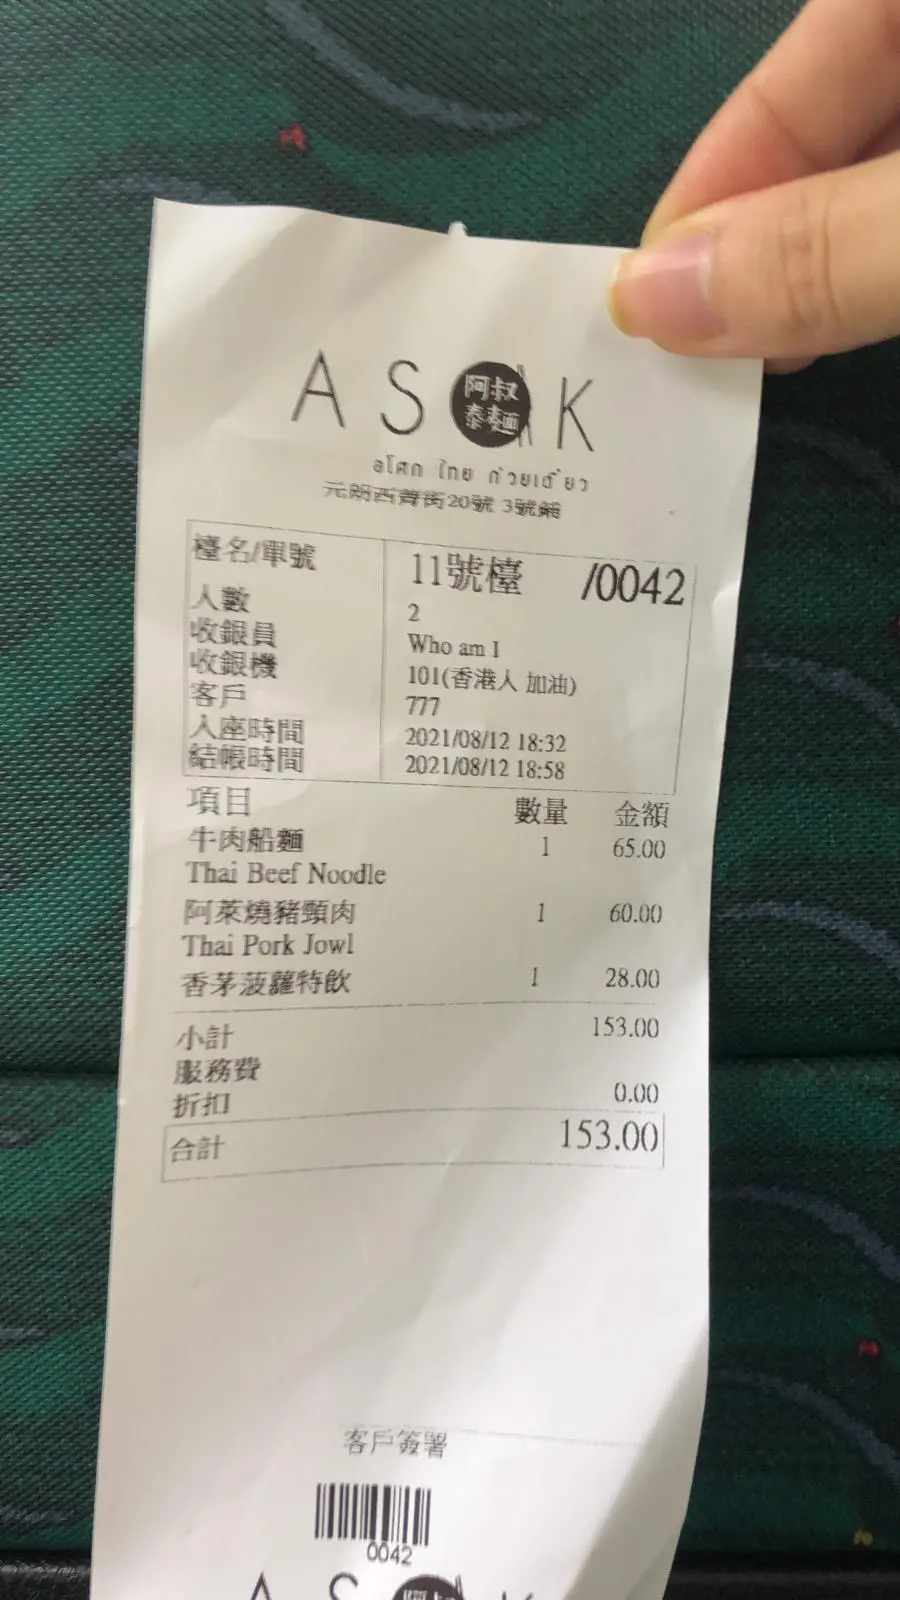 ASOK
阿叔
泰麵
อโศก ไทย ก๋วยเตี๋ยว
元朗西菁街20號 3號鋪
檯名/單號 11號檯 /0042
人數 2
收銀員 Who am I
收銀機 101(香港人 加油)
客戶 777
入座時間 2021/08/12 18:32
結帳時間 2021/08/12 18:58
項目 數量 金額
牛肉船麵 1 65.00
Thai Beef Noodle
阿萊燒豬頸肉 1 60.00
Thai Pork Jowl
香茅菠蘿特飲 1 28.00
小計 153.00
服務費
折扣 0.00
合計 153.00
客戶簽署
0042